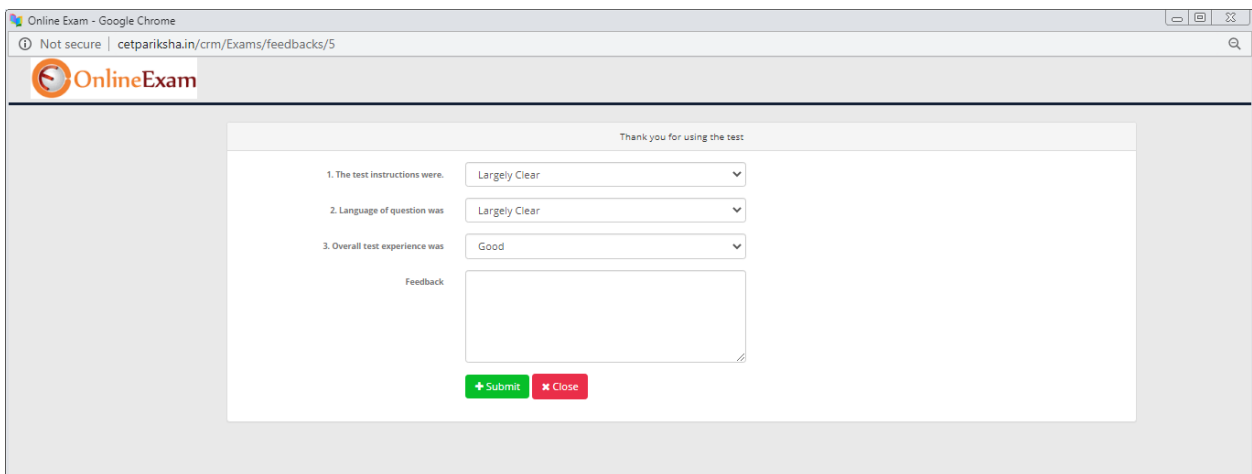 Online Exam - Google Chrome
Not secure | cetpariksha.in/crm/Exams/feedbacks/5
OnlineExam
Thank you for using the test
1. The test instructions were. Largely Clear
2. Language of question was Largely Clear
3. Overall test experience was Good
Feedback
Submit Close